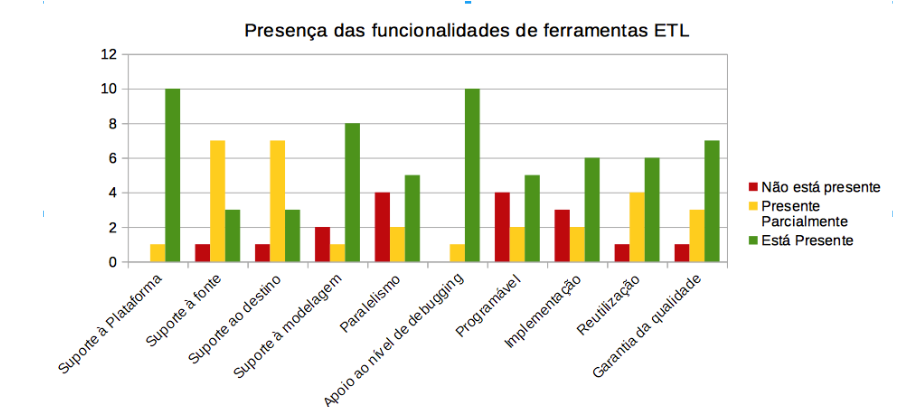 Presença das funcionalidades de ferramentas ETL
12
10
8
6
4
2
0
Suporte à Plataforma
Suporte à fonte
Suporte ao destino
Suporte à modelagem
Paralelismo
Apoio ao nível de debugging
Programável
Implementação
Reutilização
Garantia da qualidade
Não está presente
Presente
Parcialmente
Está Presente